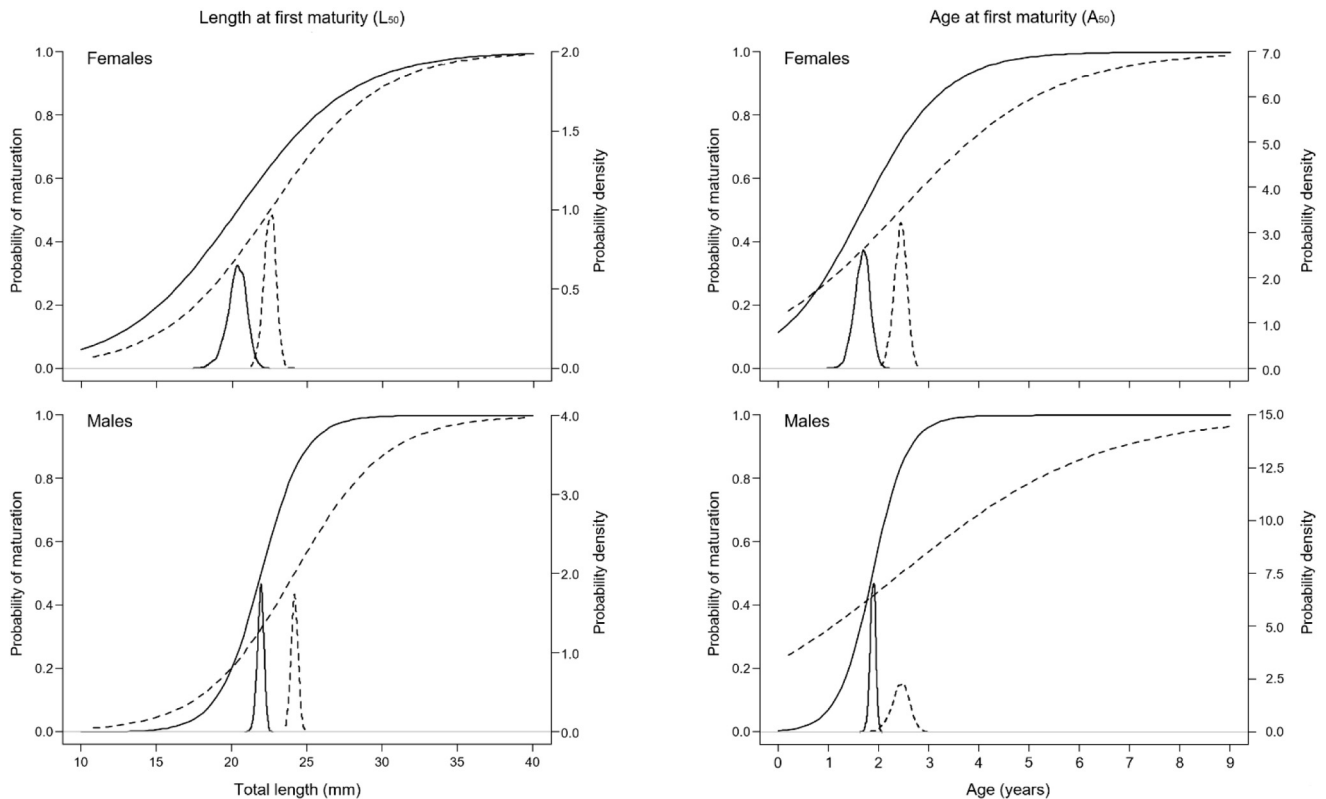 Length at first maturity (L50)
Age at first maturity (A50)
Females
Probability of maturation
1.0
0.8
0.6
0.4
0.2
0.0
2.0
1.5
1.0
0.5
0.0
Probability density
Females
Probability of maturation
1.0
0.8
0.6
0.4
0.2
0.0
7.0
6.0
5.0
4.0
3.0
2.0
1.0
0.0
Probability density
Males
Probability of maturation
1.0
0.8
0.6
0.4
0.2
0.0
4.0
3.0
2.0
1.0
0.0
Probability density
10 15 20 25 30 35 40
Total length (mm)
Males
Probability of maturation
1.0
0.8
0.6
0.4
0.2
0.0
15.0
12.5
10.0
7.5
5.0
2.5
0.0
Probability density
0 1 2 3 4 5 6 7 8 9
Age (years)